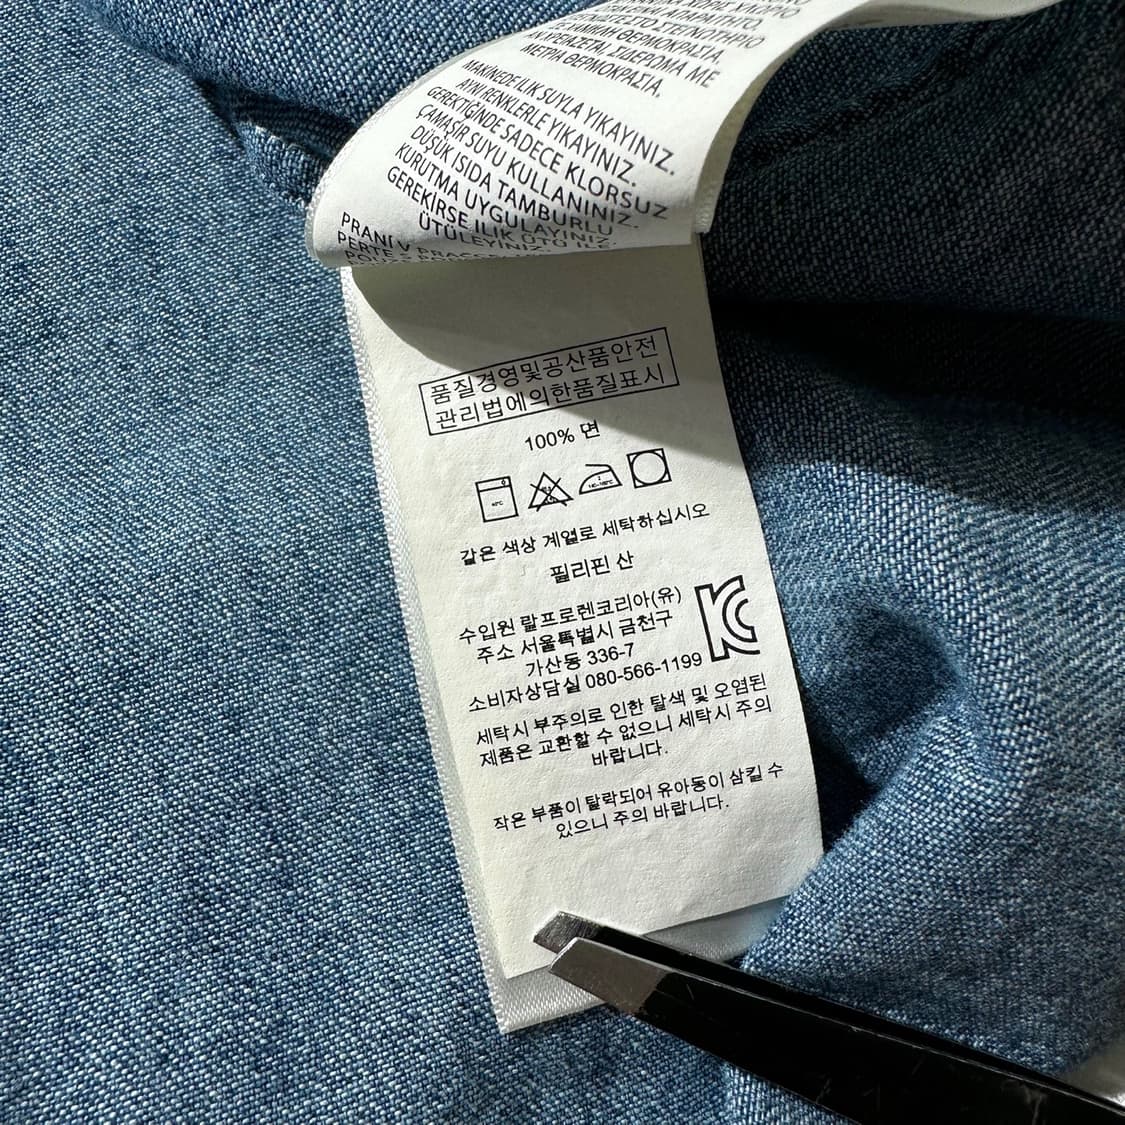 ΜΕΤΡΙΑ ΘΕΡΜΟΚΡΑΣΙΑ.
MAKİNEDE ILIK SUYLA YIKAYINIZ.
AYNI RENKLERLE YIKAYINIZ.
GEREKTİĞİNDE SADECE KLORSUZ
ÇAMAŞIR SUYU KULLANINIZ.
DÜŞÜK ISIDA TAMBURLU
KURUTMA UYGULAYINIZ.
GEREKİRSE ILIK ÜTÜ İLE
ÜTÜLEYİNİZ.
품질경영및공산품안전
관리법에의한품질표시
100% 면
같은 색상 계열로 세탁하십시오
필리핀 산
수입원 랄프로렌코리아(유)
주소 서울특별시 금천구
가산동 336-7
소비자상담실 080-566-1199
세탁시 부주의로 인한 탈색 및 오염된
제품은 교환할 수 없으니 세탁시 주의
바랍니다.
작은 부품이 탈락되어 유아동이 삼킬 수
있으니 주의 바랍니다.